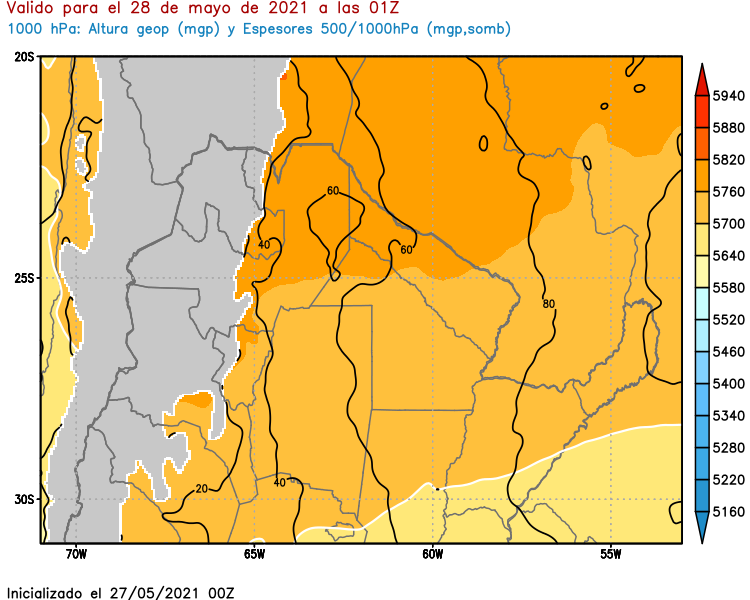 Valido para el 28 de mayo de 2021 a las 01Z
1000 hPa: Altura geop (mgp) y Espesores 500/1000hPa (mgp,somb)
20S
25S
30S
70W
65W
60W
55W
60
40
60
80
20
40
5940
5880
5820
5760
5700
5640
5580
5520
5460
5400
5340
5280
5220
5160
Inicializado el 27/05/2021 00Z